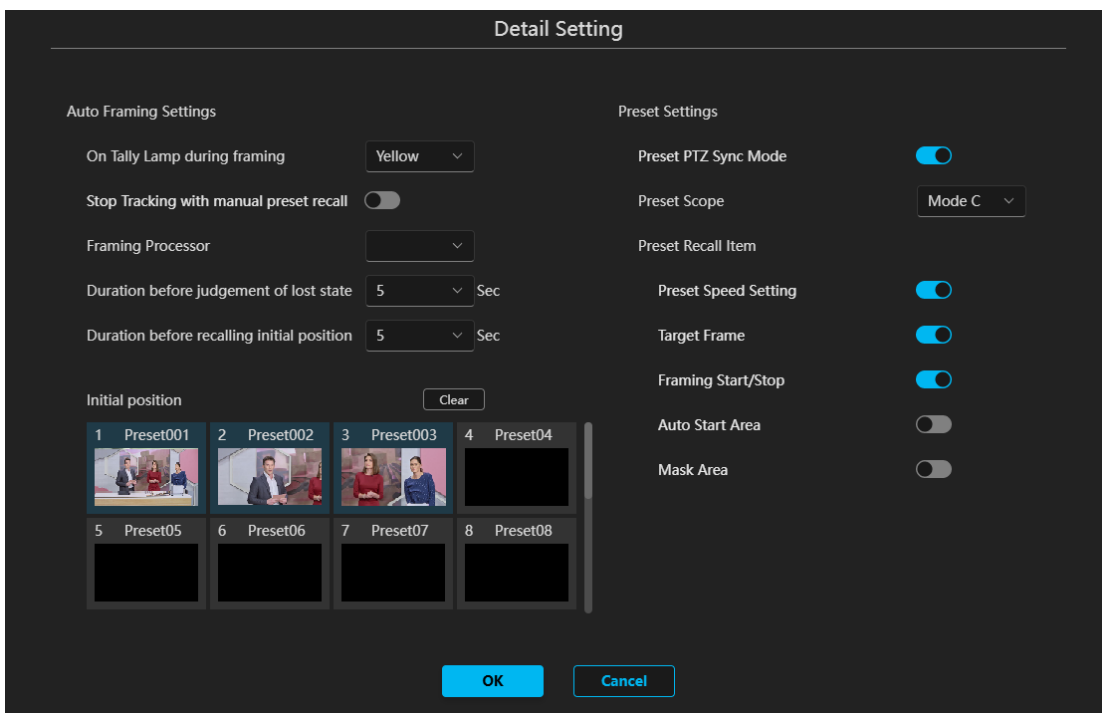 Detail Setting
Auto Framing Settings
On Tally Lamp during framing Yellow
Stop Tracking with manual preset recall
Framing Processor
Duration before judgement of lost state 5 Sec
Duration before recalling initial position 5 Sec
Initial position Clear
1 Preset001 2 Preset002 3 Preset003 4 Preset04
5 Preset05 6 Preset06 7 Preset07 8 Preset08
Preset Settings
Preset PTZ Sync Mode
Preset Scope Mode C
Preset Recall Item
Preset Speed Setting
Target Frame
Framing Start/Stop
Auto Start Area
Mask Area
OK Cancel